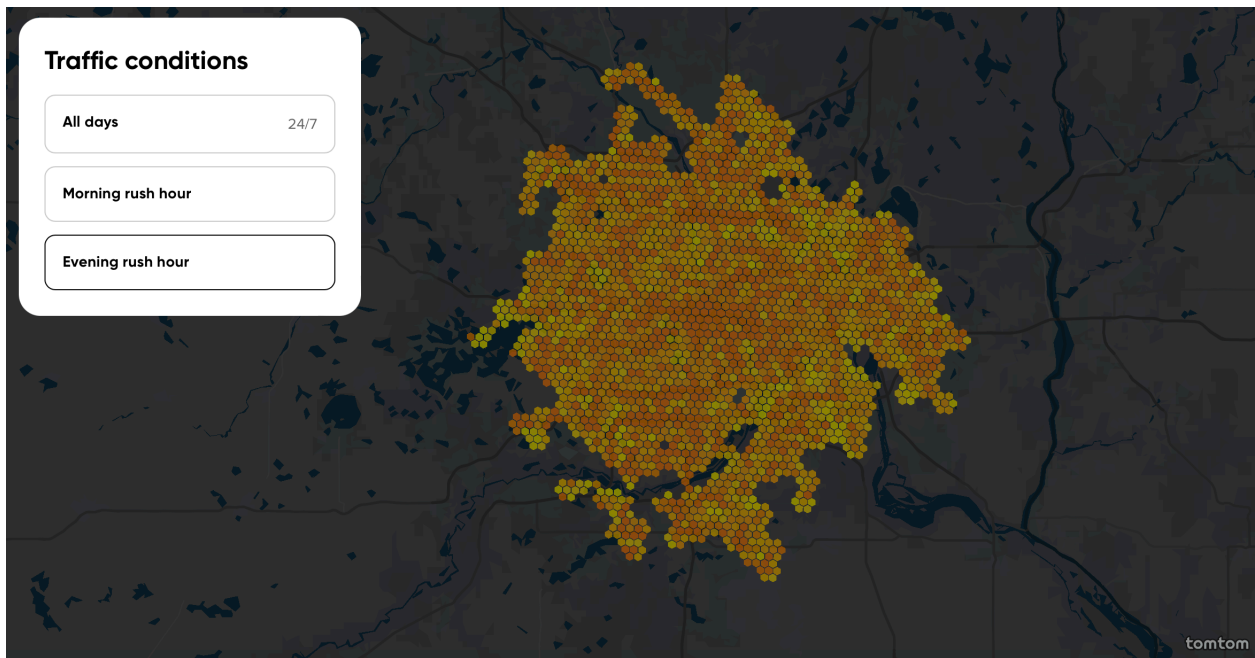 Traffic conditions
All days 24/7
Morning rush hour
Evening rush hour
tomtom